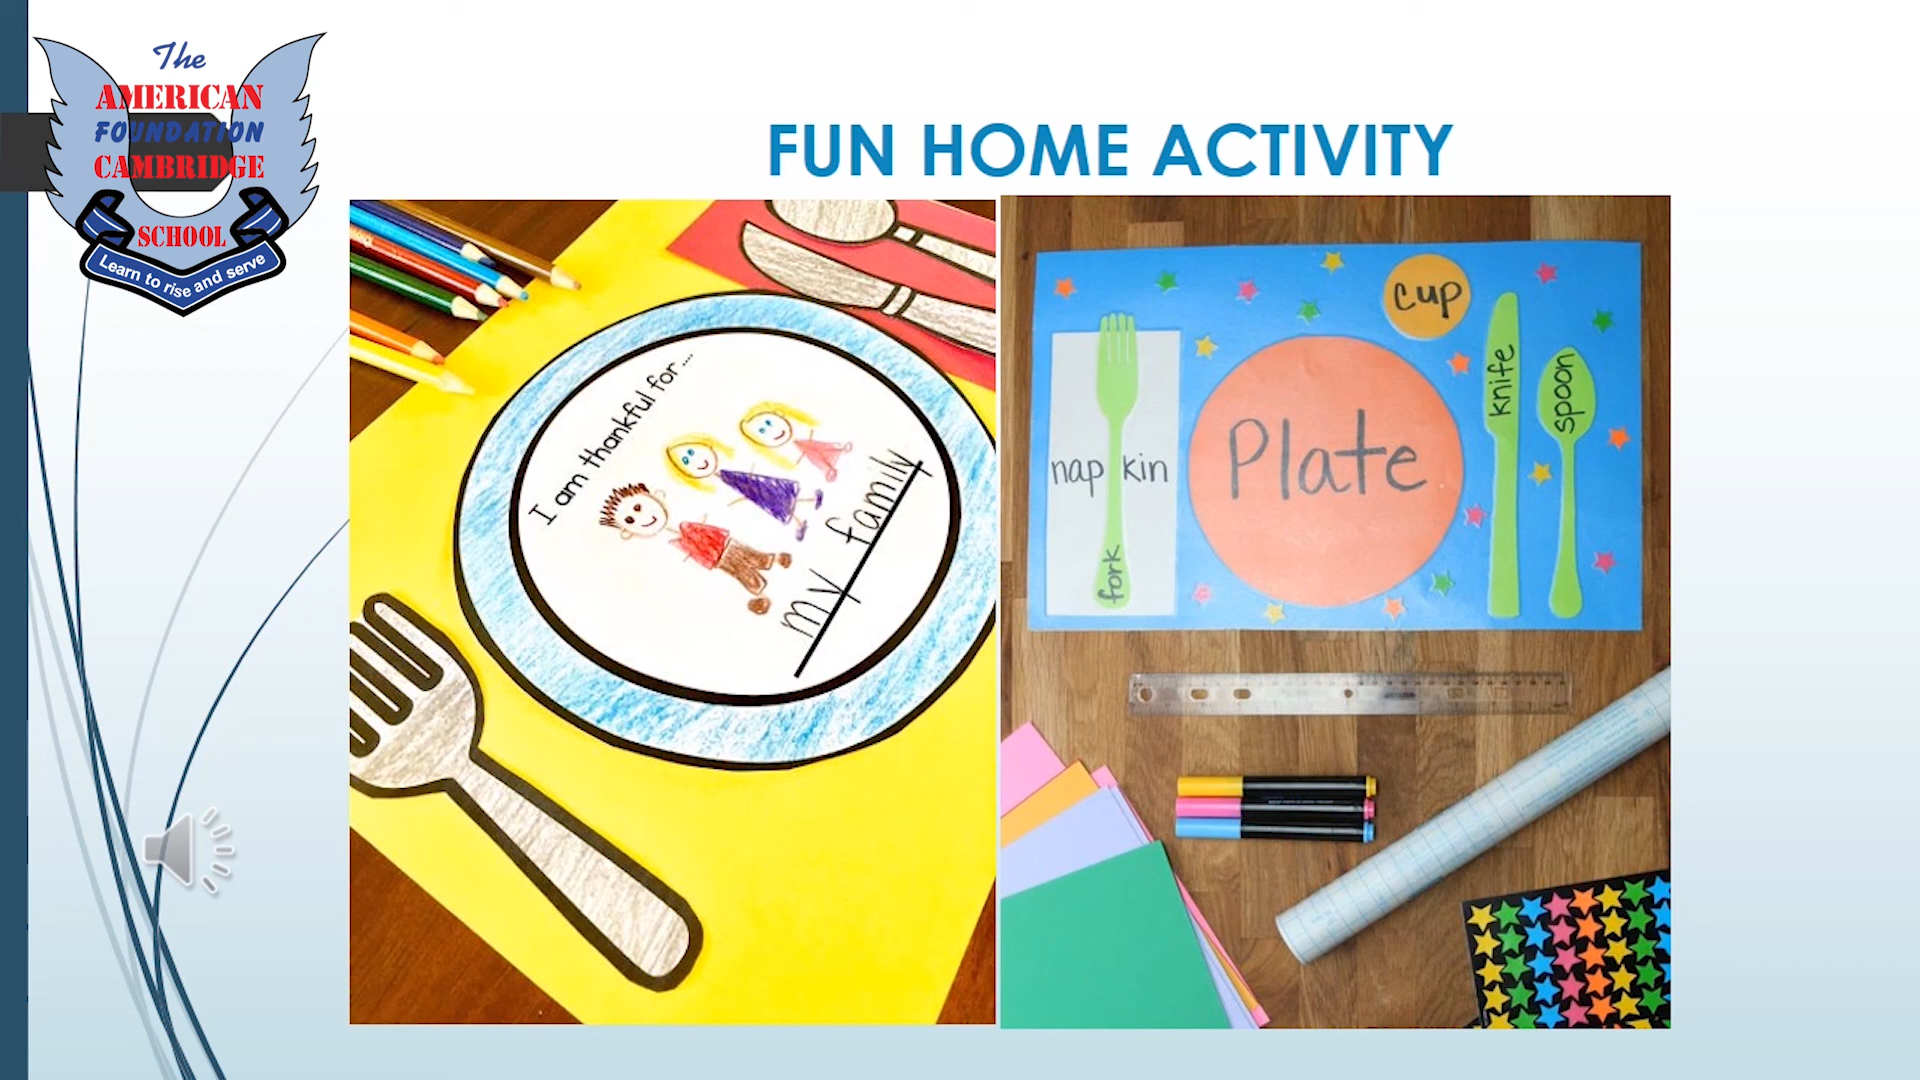 The
AMERICAN
FOUNDATION
CAMBRIDGE
SCHOOL
Learn to rise and serve
FUN HOME ACTIVITY
I am thankful for....
my family
cup
knife
spoon
Plate
nap kin
fork